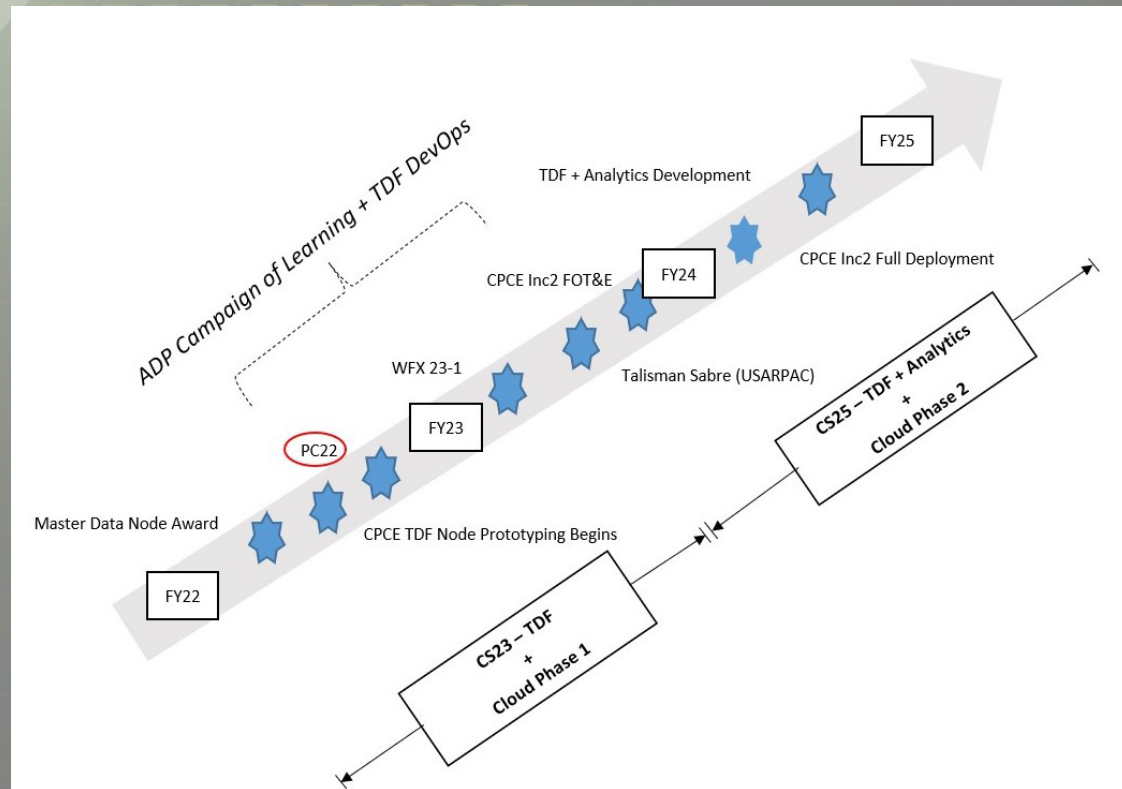 ADP Campaign of Learning + TDF DevOps
FY25
TDF + Analytics Development
CPCE Inc2 Full Deployment
FY24
CPCE Inc2 FOT&E
Talisman Sabre (USARPAC)
WFX 23-1
FY23
PC22
CPCE TDF Node Prototyping Begins
Master Data Node Award
FY22
CS25 – TDF + Analytics
+
Cloud Phase 2
CS23 – TDF
+
Cloud Phase 1